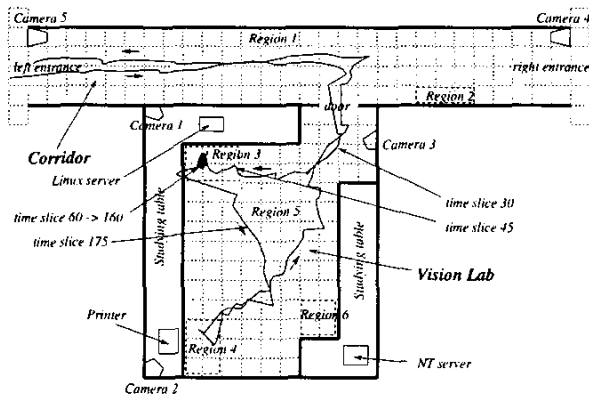 Camera 5
Camera 4
Region 1
left entrance
right entrance
door
Region 2
Camera 1
Camera 3
Corridor
Linux server
Region 3
time slice 60 -> 160
time slice 30
Region 5
time slice 45
time slice 175
Studying table
Studying table
Vision Lab
Printer
Region 6
Region 4
NT server
Camera 2